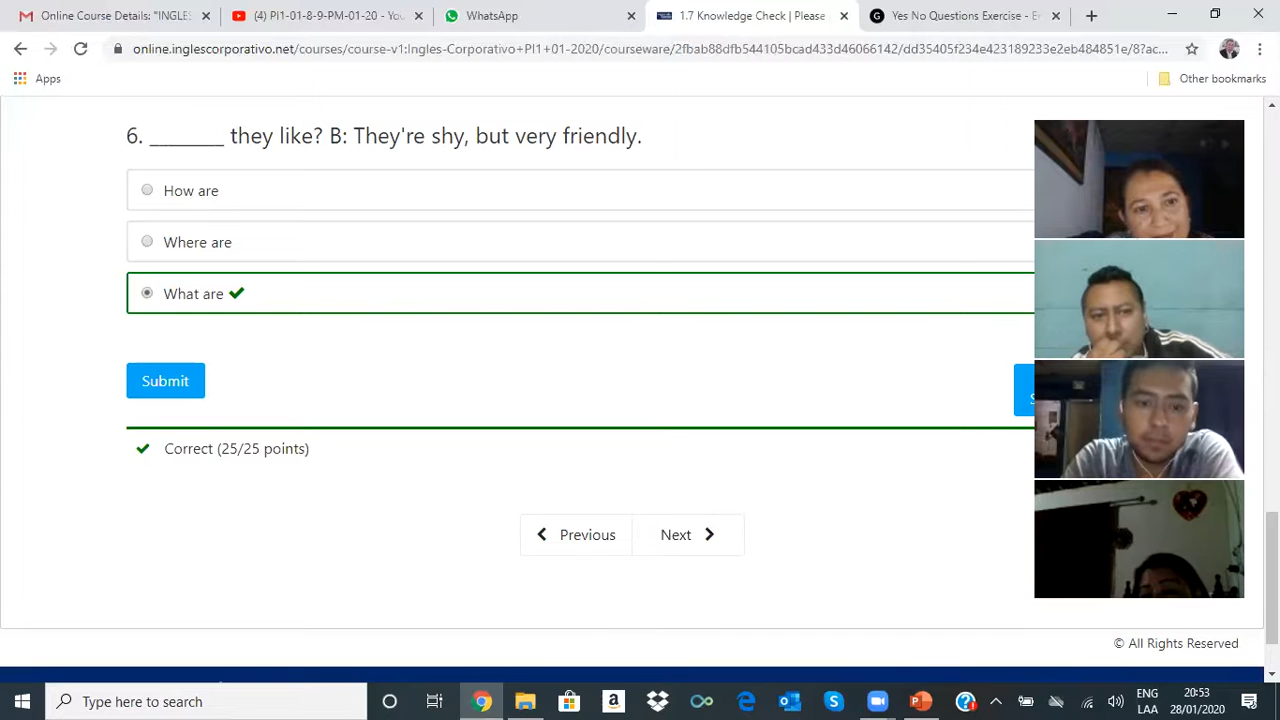 Online Course Details: "INGLES
(4) PI1-01-8-9-PM-01-20 - Y
WhatsApp
1.7 Knowledge Check | Please
Yes No Questions Exercise - E
online.inglescorporativo.net/courses/course-v1:Ingles-Corporativo+PI1+01-2020/courseware/2fbab88dfb544105bcad433d46066142/dd35405f234e423189233e2eb484851e/8?ac...
Apps
Other bookmarks
6. _______ they like? B: They're shy, but very friendly.
How are
Where are
What are
Submit
Correct (25/25 points)
Previous
Next
© All Rights Reserved
Type here to search
ENG
LAA
20:53
28/01/2020